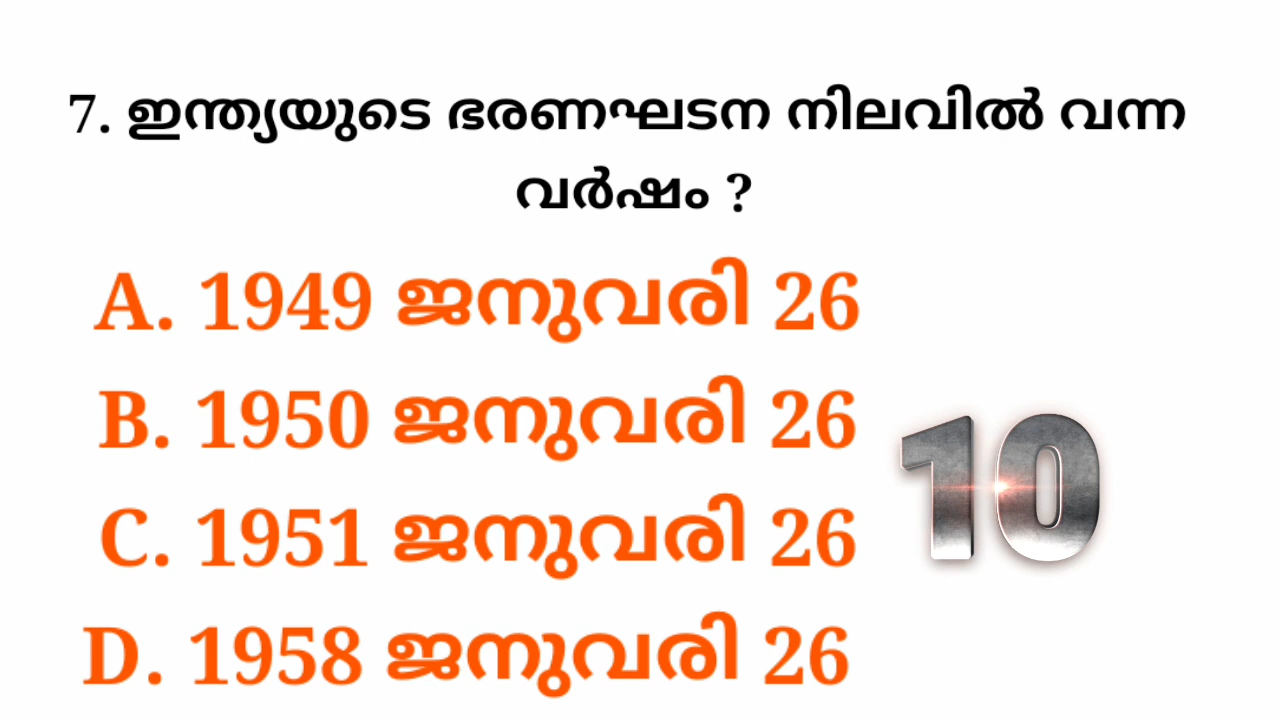 7. ഇന്ത്യയുടെ ഭരണഘടന നിലവിൽ വന്ന
വർഷം ?
A. 1949 ജനുവരി 26
B. 1950 ജനുവരി 26
C. 1951 ജനുവരി 26
D. 1958 ജനുവരി 26
10